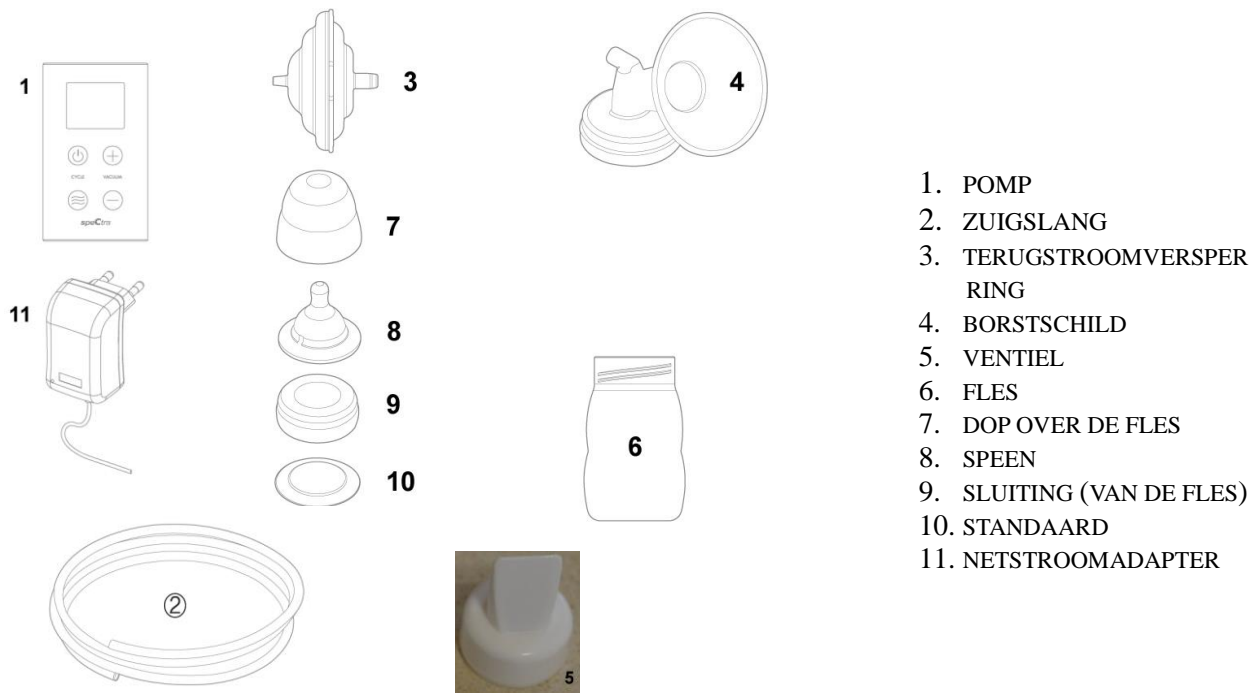 1
3
4
CYCLE VACUUM
speCtra
7
11
8
9
6
10
②
5
1. POMP
2. ZUIGSLANG
3. TERUGSTROOMVERSPER
RING
4. BORSTSCHILD
5. VENTIEL
6. FLES
7. DOP OVER DE FLES
8. SPEEN
9. SLUITING (VAN DE FLES)
10. STANDAARD
11. NETSTROOMADAPTER